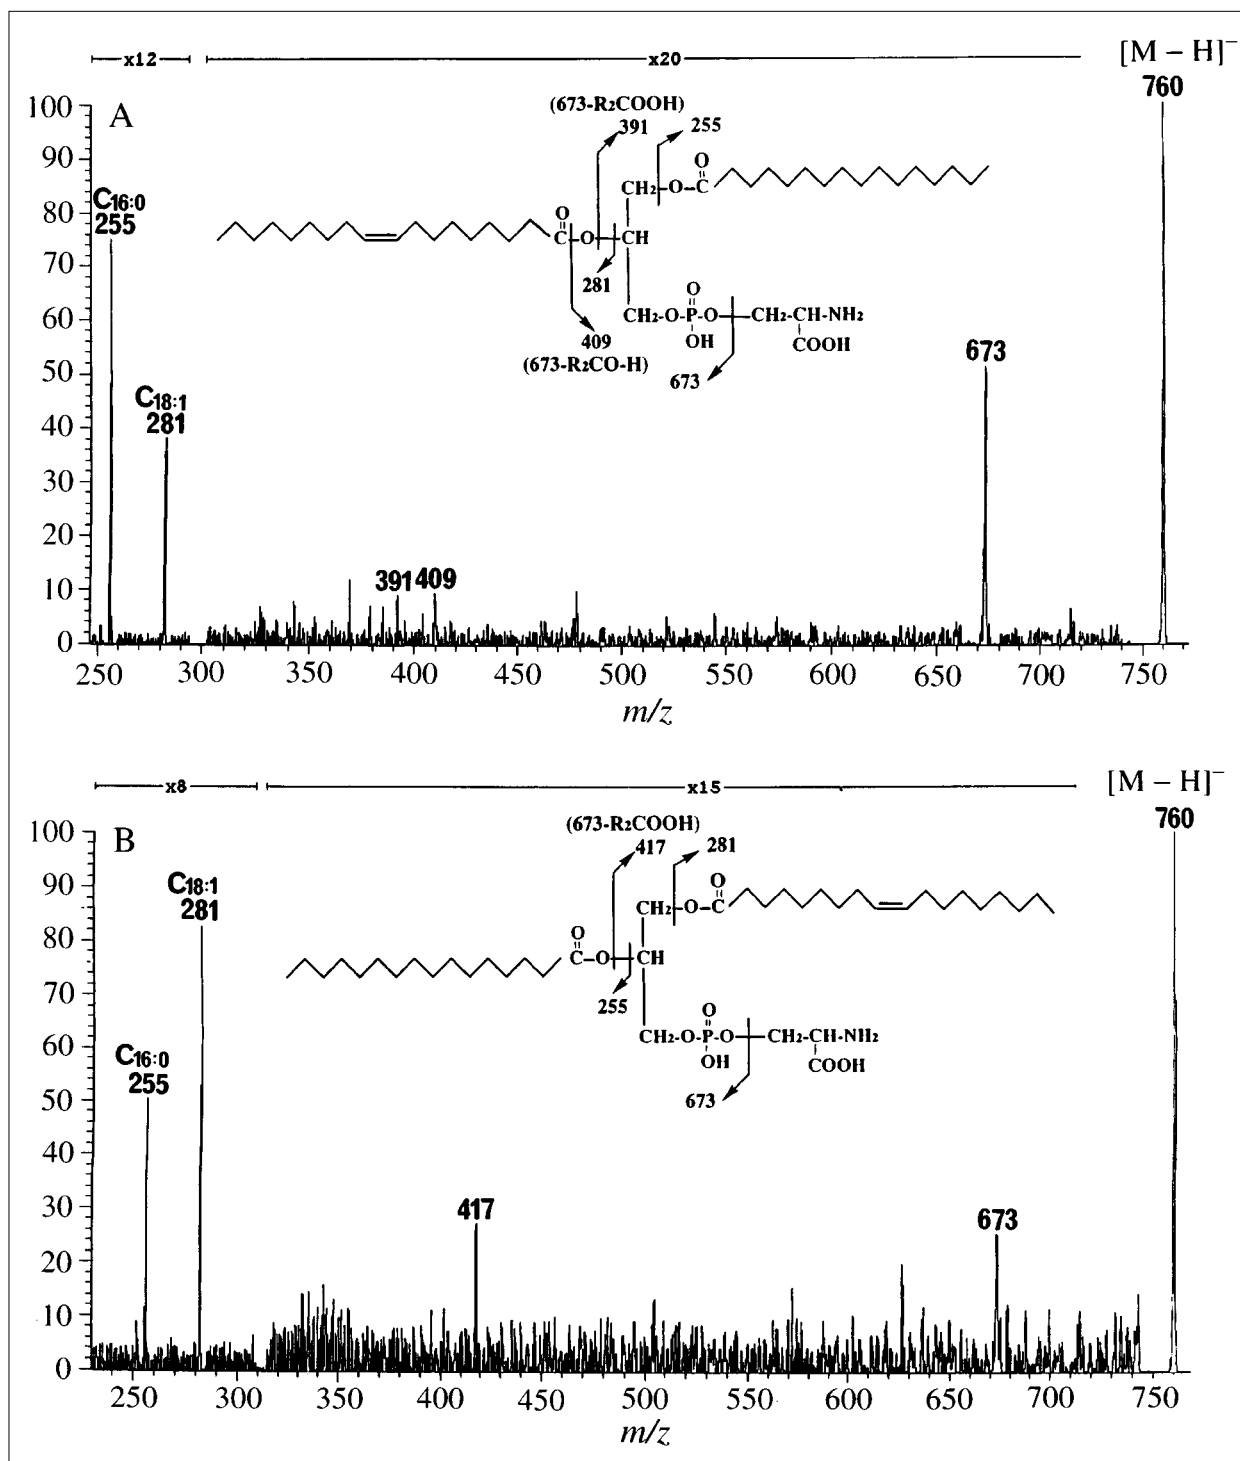 x12 x20 [M – H]⁻
760
100
90
80
70
60
50
40
30
20
10
0
A
C16:0
255
C18:1
281
(673-R₂COOH)
391
255
O
CH₂-O-C
O
C-O-CH
281
O
CH₂-O-P-O-CH₂-CH-NH₂
OH COOH
409
(673-R₂CO-H)
673
673
391 409
250 300 350 400 450 500 550 600 650 700 750
m/z
x8 x15 [M – H]⁻
760
100
90
80
70
60
50
40
30
20
10
0
B
C18:1
281
C16:0
255
(673-R₂COOH)
417
281
O
CH₂-O-C
O
C-O-CH
255
O
CH₂-O-P-O-CH₂-CH-NH₂
OH COOH
673
417
673
250 300 350 400 450 500 550 600 650 700 750
m/z